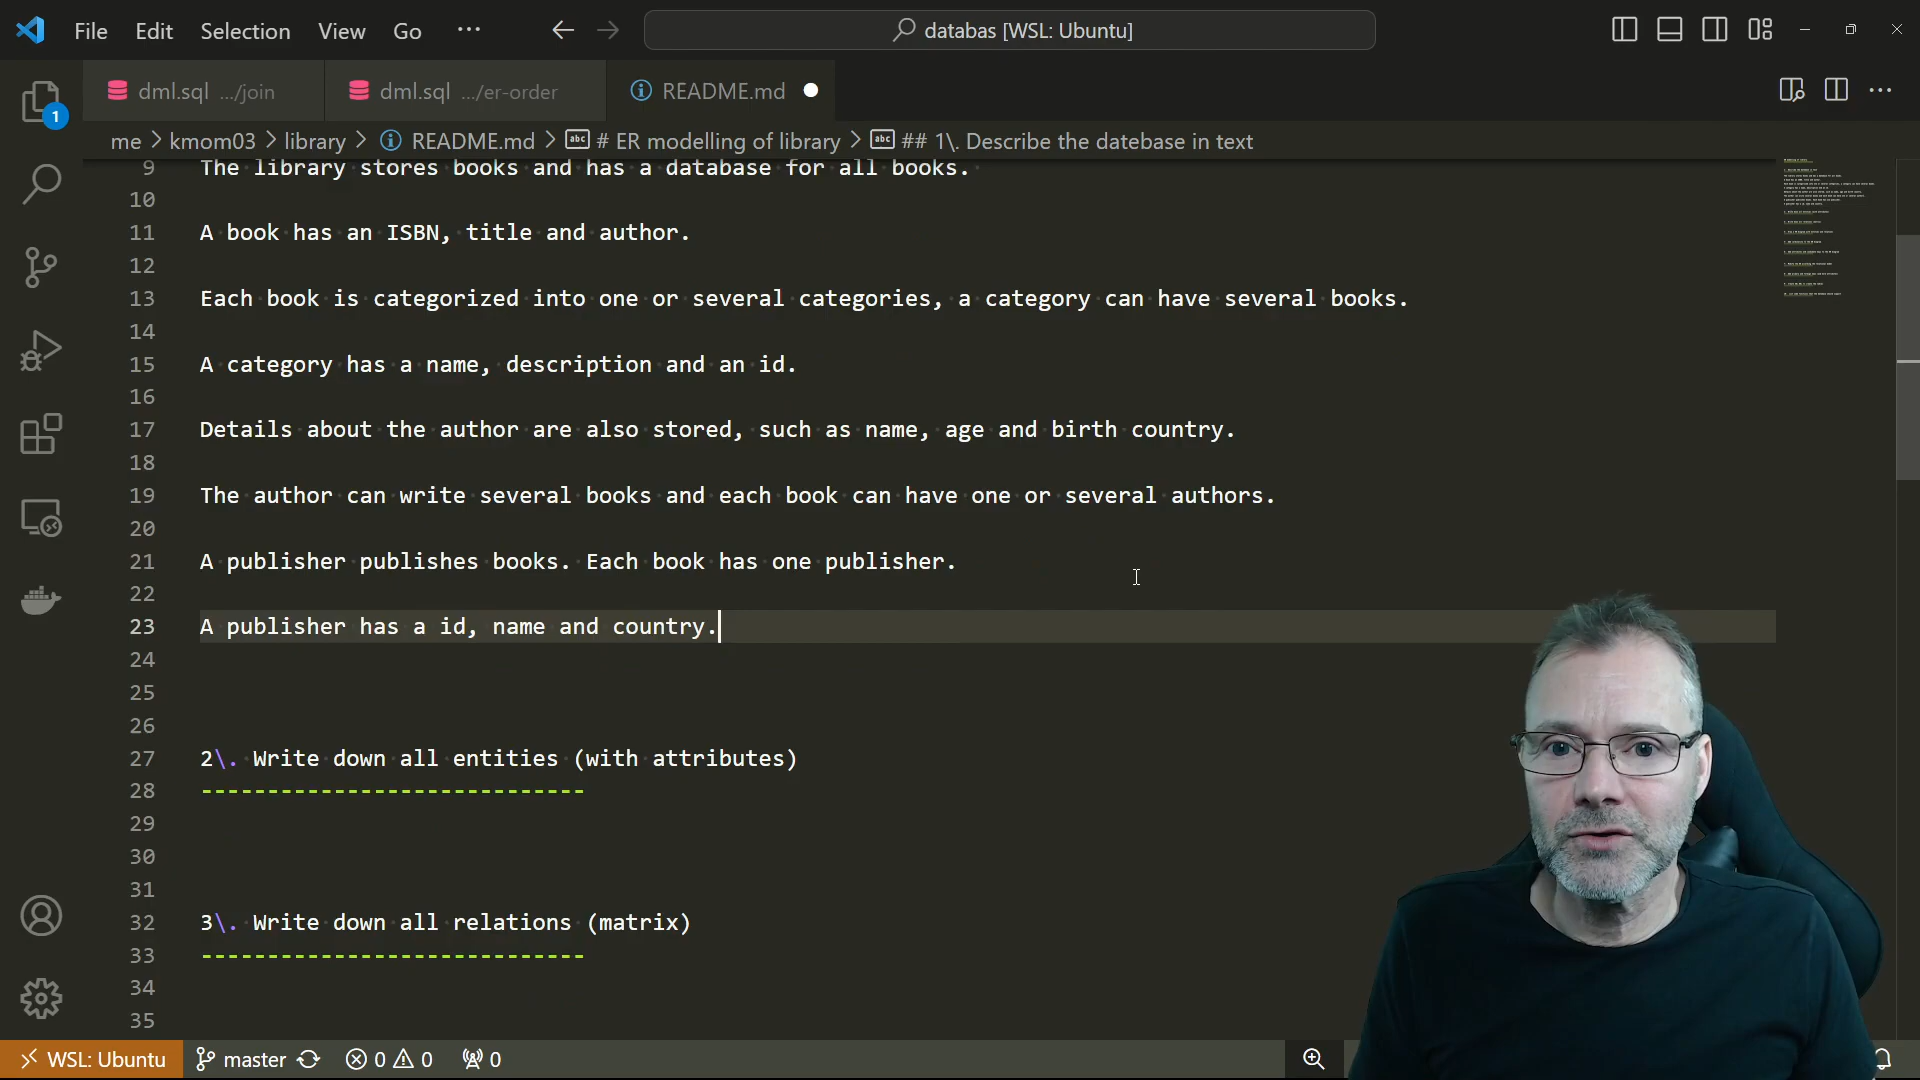 File Edit Selection View Go ···
databas [WSL: Ubuntu]
dml.sql .../join
dml.sql .../er-order
README.md
me > kmom03 > library > README.md > # ER modelling of library > ## 1\. Describe the datebase in text
1
9 The library stores books and has a database for all books.
10
11 A book has an ISBN, title and author.
12
13 Each book is categorized into one or several categories, a category can have several books.
14
15 A category has a name, description and an id.
16
17 Details about the author are also stored, such as name, age and birth country.
18
19 The author can write several books and each book can have one or several authors.
20
21 A publisher publishes books. Each book has one publisher.
22
23 A publisher has a id, name and country.
24
25
26
27 2\. Write down all entities (with attributes)
28 -----------------------------
29
30
31
32 3\. Write down all relations (matrix)
33 -----------------------------
34
35
WSL: Ubuntu master 0 0 0